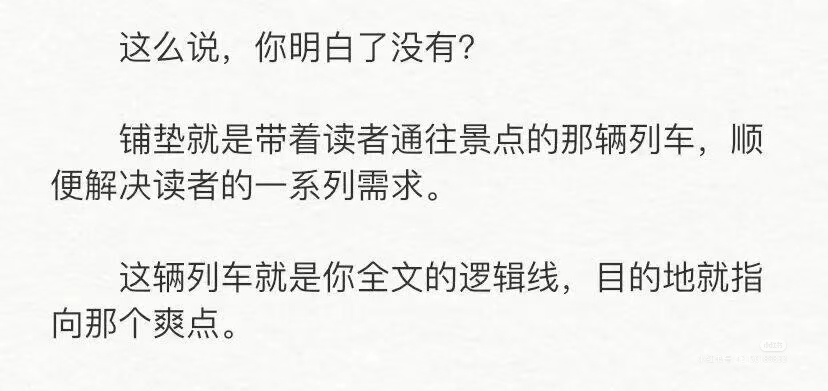 这么说，你明白了没有？
铺垫就是带着读者通往景点的那辆列车，顺
便解决读者的一系列需求。
这辆列车就是你全文的逻辑线，目的地就指
向那个爽点。